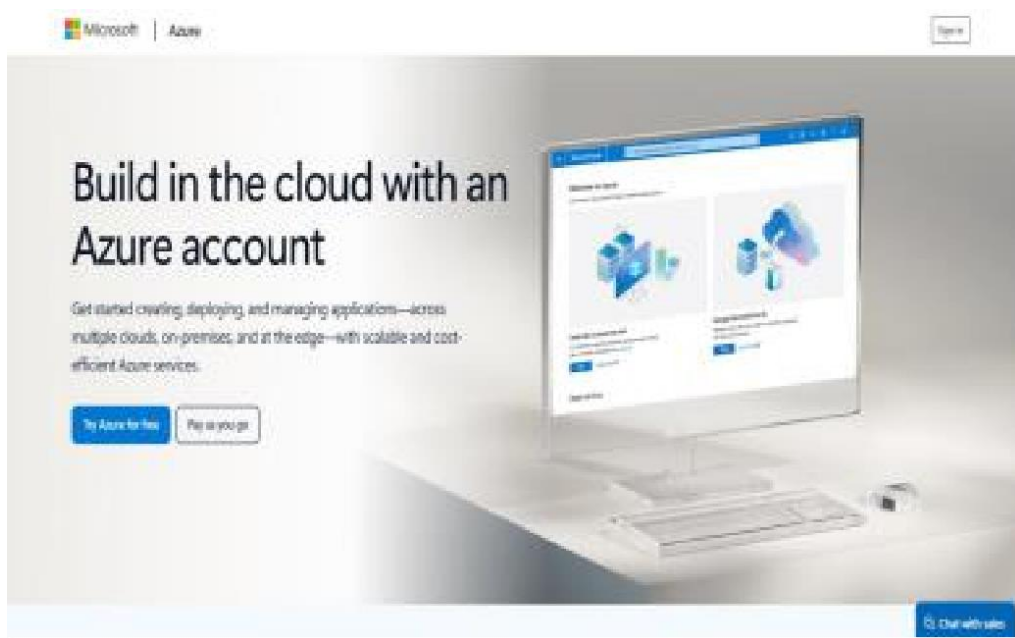 Microsoft | Azure
Sign in
Build in the cloud with an
Azure account
Get started creating, deploying, and managing applications—across
multiple clouds, on-premises, and at the edge—with scalable and cost-
efficient Azure services.
Try Azure for free
Pay as you go
Chat with sales